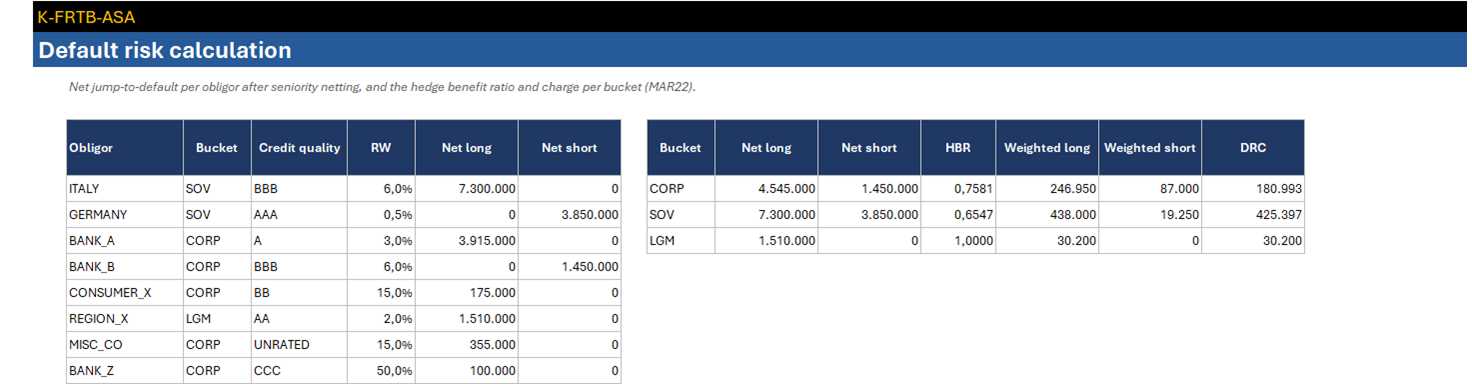 K-FRTB-ASA
Default risk calculation
Net jump-to-default per obligor after seniority netting, and the hedge benefit ratio and charge per bucket (MAR22).
Obligor Bucket Credit quality RW Net long Net short
ITALY SOV BBB 6,0% 7.300.000 0
GERMANY SOV AAA 0,5% 0 3.850.000
BANK_A CORP A 3,0% 3.915.000 0
BANK_B CORP BBB 6,0% 0 1.450.000
CONSUMER_X CORP BB 15,0% 175.000 0
REGION_X LGM AA 2,0% 1.510.000 0
MISC_CO CORP UNRATED 15,0% 355.000 0
BANK_Z CORP CCC 50,0% 100.000 0
Bucket Net long Net short HBR Weighted long Weighted short DRC
CORP 4.545.000 1.450.000 0,7581 246.950 87.000 180.993
SOV 7.300.000 3.850.000 0,6547 438.000 19.250 425.397
LGM 1.510.000 0 1,0000 30.200 0 30.200